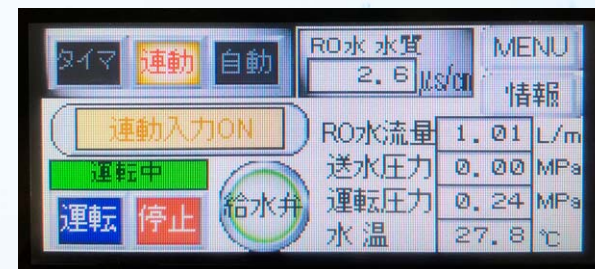 タイマ 連動 自動
RO水 水質
2.6 μs/cm
MENU
情報
連動入力ON
運転中
運転 停止
給水弁
RO水流量 1.01 L/m
送水圧力 0.00 MPa
運転圧力 0.24 MPa
水温 27.8 ℃